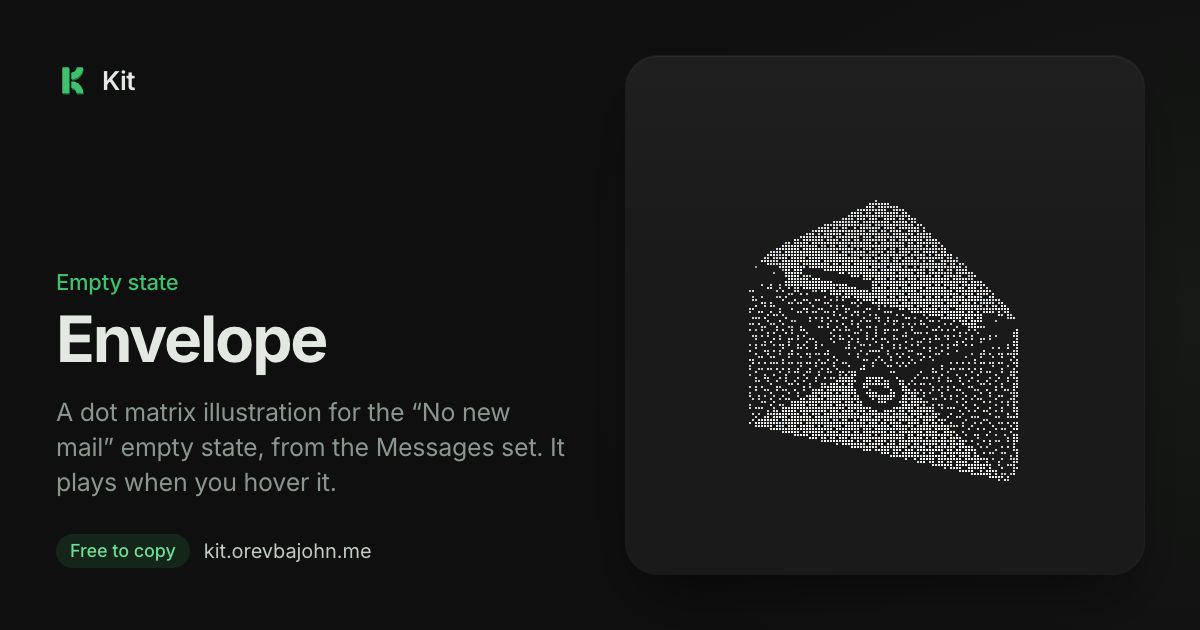 Kit
Empty state
Envelope
A dot matrix illustration for the “No new
mail” empty state, from the Messages set. It
plays when you hover it.
Free to copy
kit.orevbajohn.me